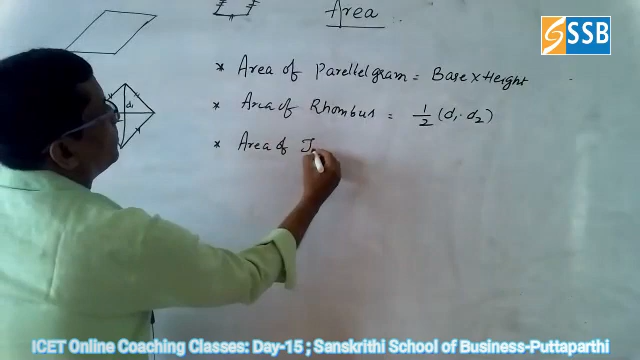 Area
SSB
* Area of Parellelgram = Base x Height
d₁
* Area of Rhombus = 1/2 (d₁ . d₂)
* Area of T
ICET Online Coaching Classes: Day-15 ; Sanskrithi School of Business-Puttaparthi